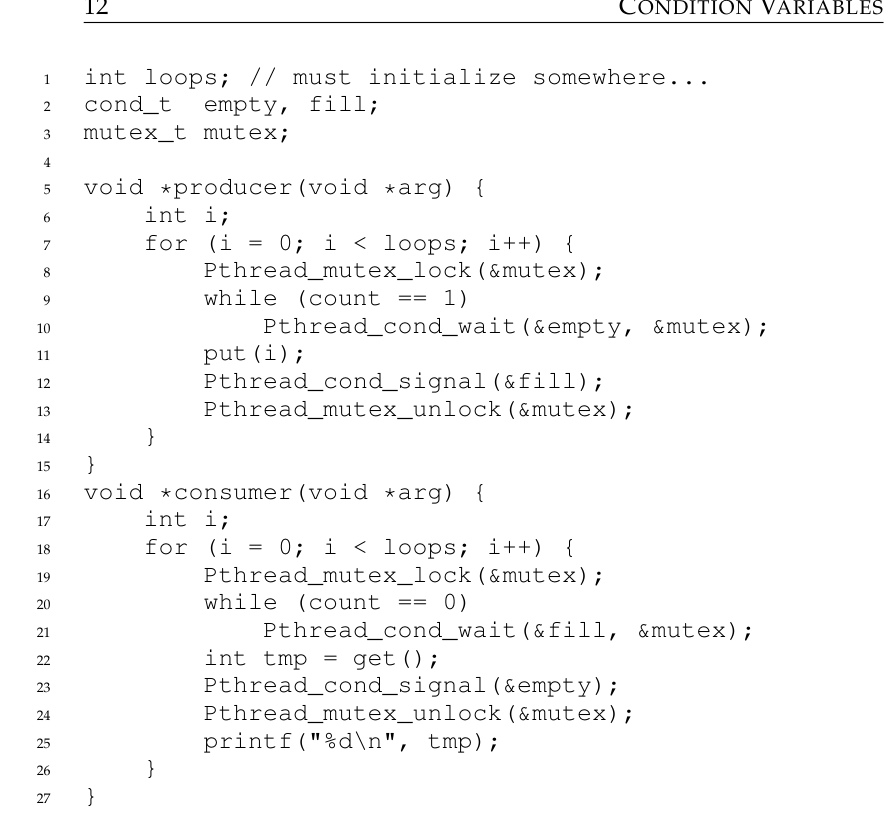 12 CONDITION VARIABLES
1 int loops; // must initialize somewhere...
2 cond_t  empty, fill;
3 mutex_t mutex;
4
5 void *producer(void *arg) {
6     int i;
7     for (i = 0; i < loops; i++) {
8         Pthread_mutex_lock(&mutex);
9         while (count == 1)
10             Pthread_cond_wait(&empty, &mutex);
11         put(i);
12         Pthread_cond_signal(&fill);
13         Pthread_mutex_unlock(&mutex);
14     }
15 }
16 void *consumer(void *arg) {
17     int i;
18     for (i = 0; i < loops; i++) {
19         Pthread_mutex_lock(&mutex);
20         while (count == 0)
21             Pthread_cond_wait(&fill, &mutex);
22         int tmp = get();
23         Pthread_cond_signal(&empty);
24         Pthread_mutex_unlock(&mutex);
25         printf("%d\n", tmp);
26     }
27 }